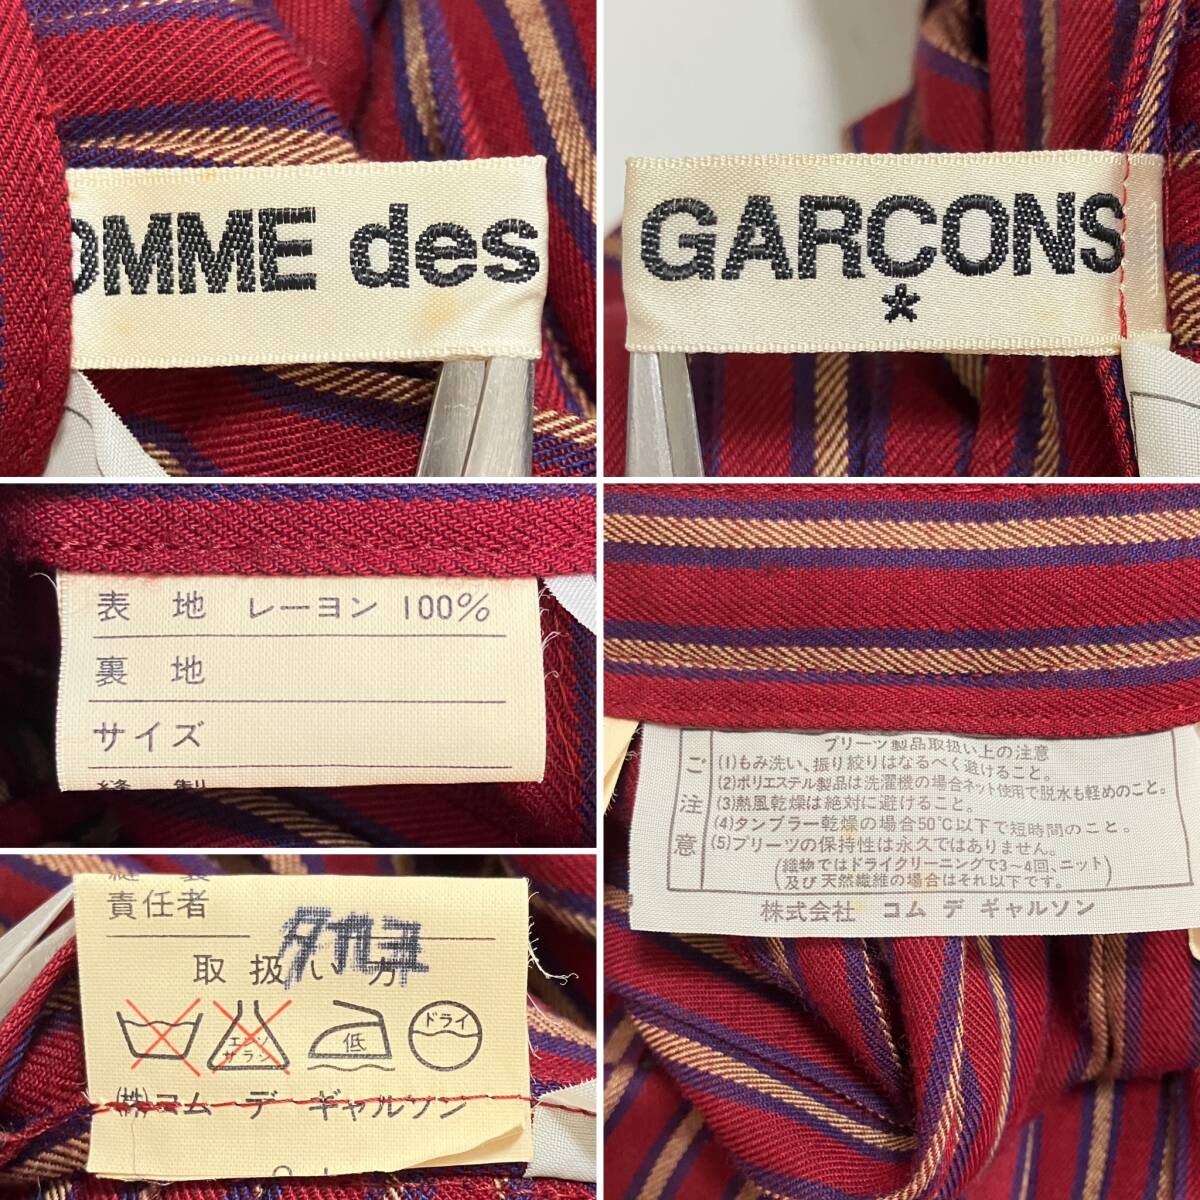 OMME des
GARCONS
*
表 地 レーヨン 100%
裏 地
サイズ
縫 製
責任者
タカヨ
取 扱 い 方
エンソ
サラシ
低
ドライ
(株)コム デ ギャルソン
プリーツ製品取扱い上の注意
ご注意
(1)もみ洗い、振り絞りはなるべく避けること。
(2)ポリエステル製品は洗濯機の場合ネット使用で脱水も軽めのこと。
(3)熱風乾燥は絶対に避けること。
(4)タンブラー乾燥の場合50℃以下で短時間のこと。
(5)プリーツの保持性は永久ではありません。
(織物ではドライクリーニングで3〜4回、ニット
及び天然繊維の場合はそれ以下です。)
株式会社 コム デ ギャルソン